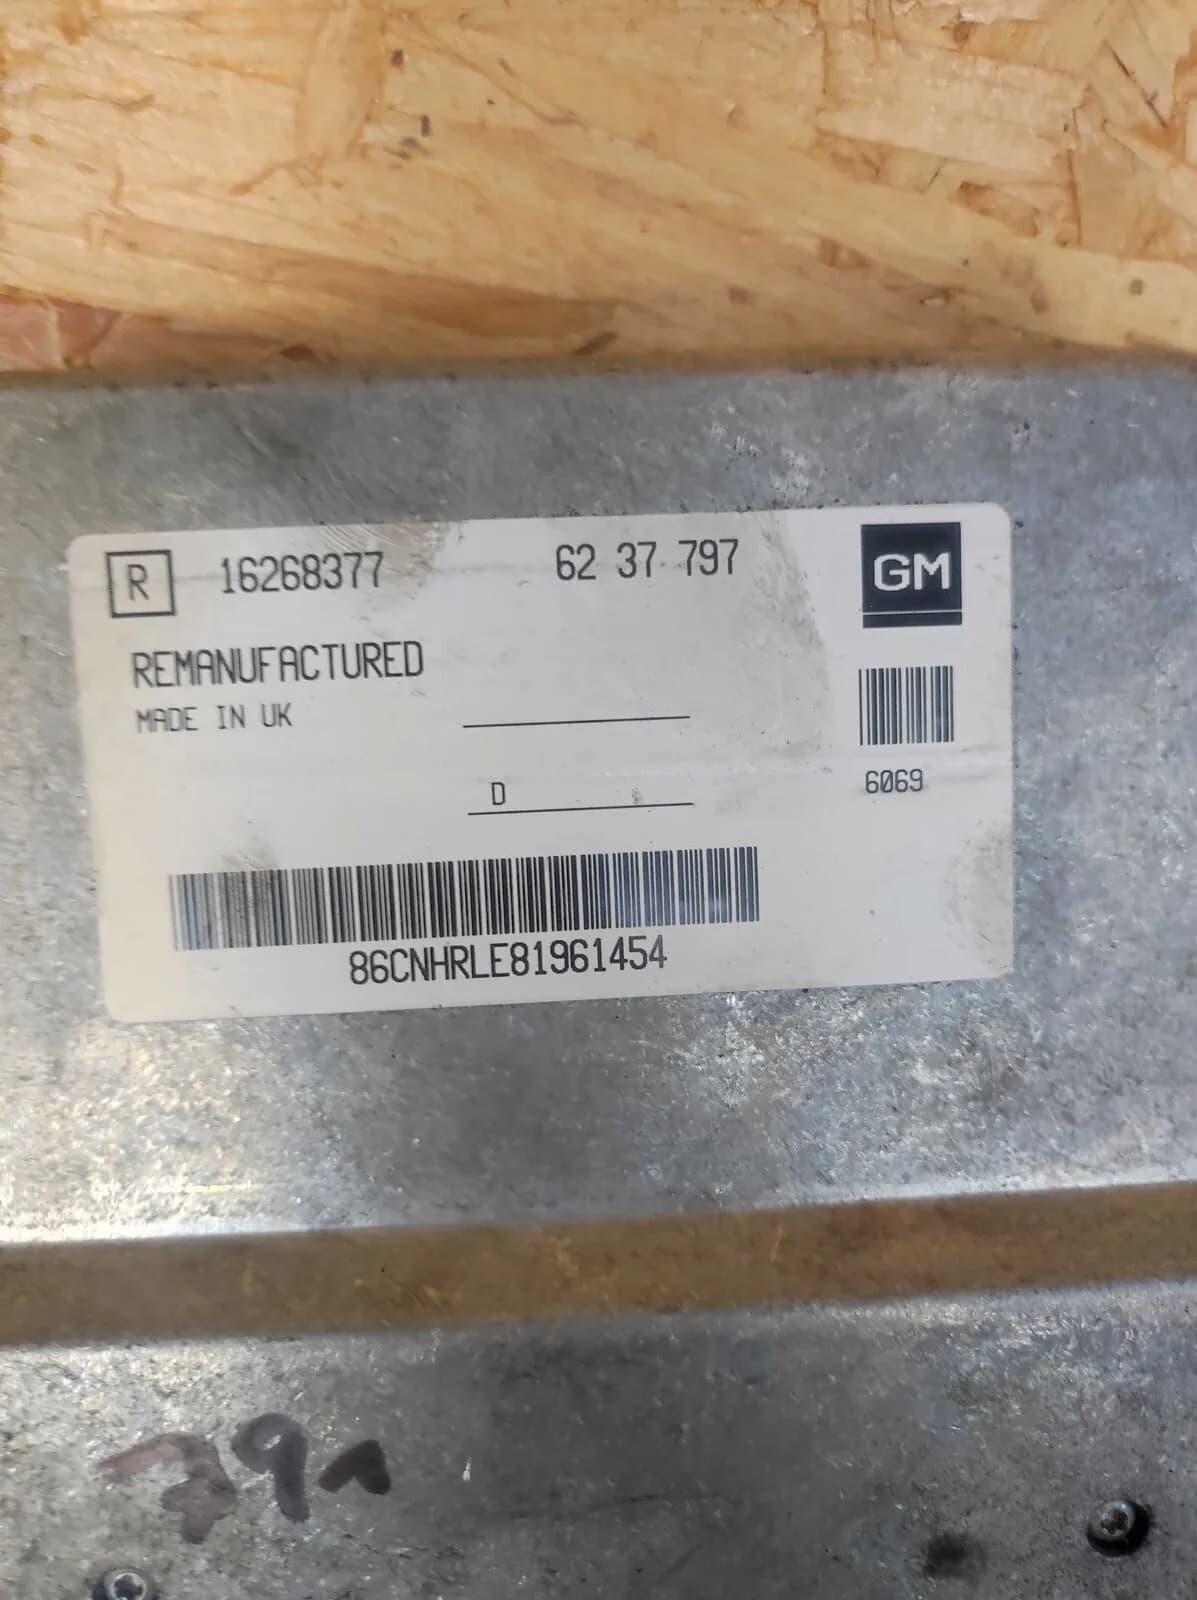 R 16268377 62 37 797 GM
REMANUFACTURED
MADE IN UK
D
6069
86CNHRLE81961454